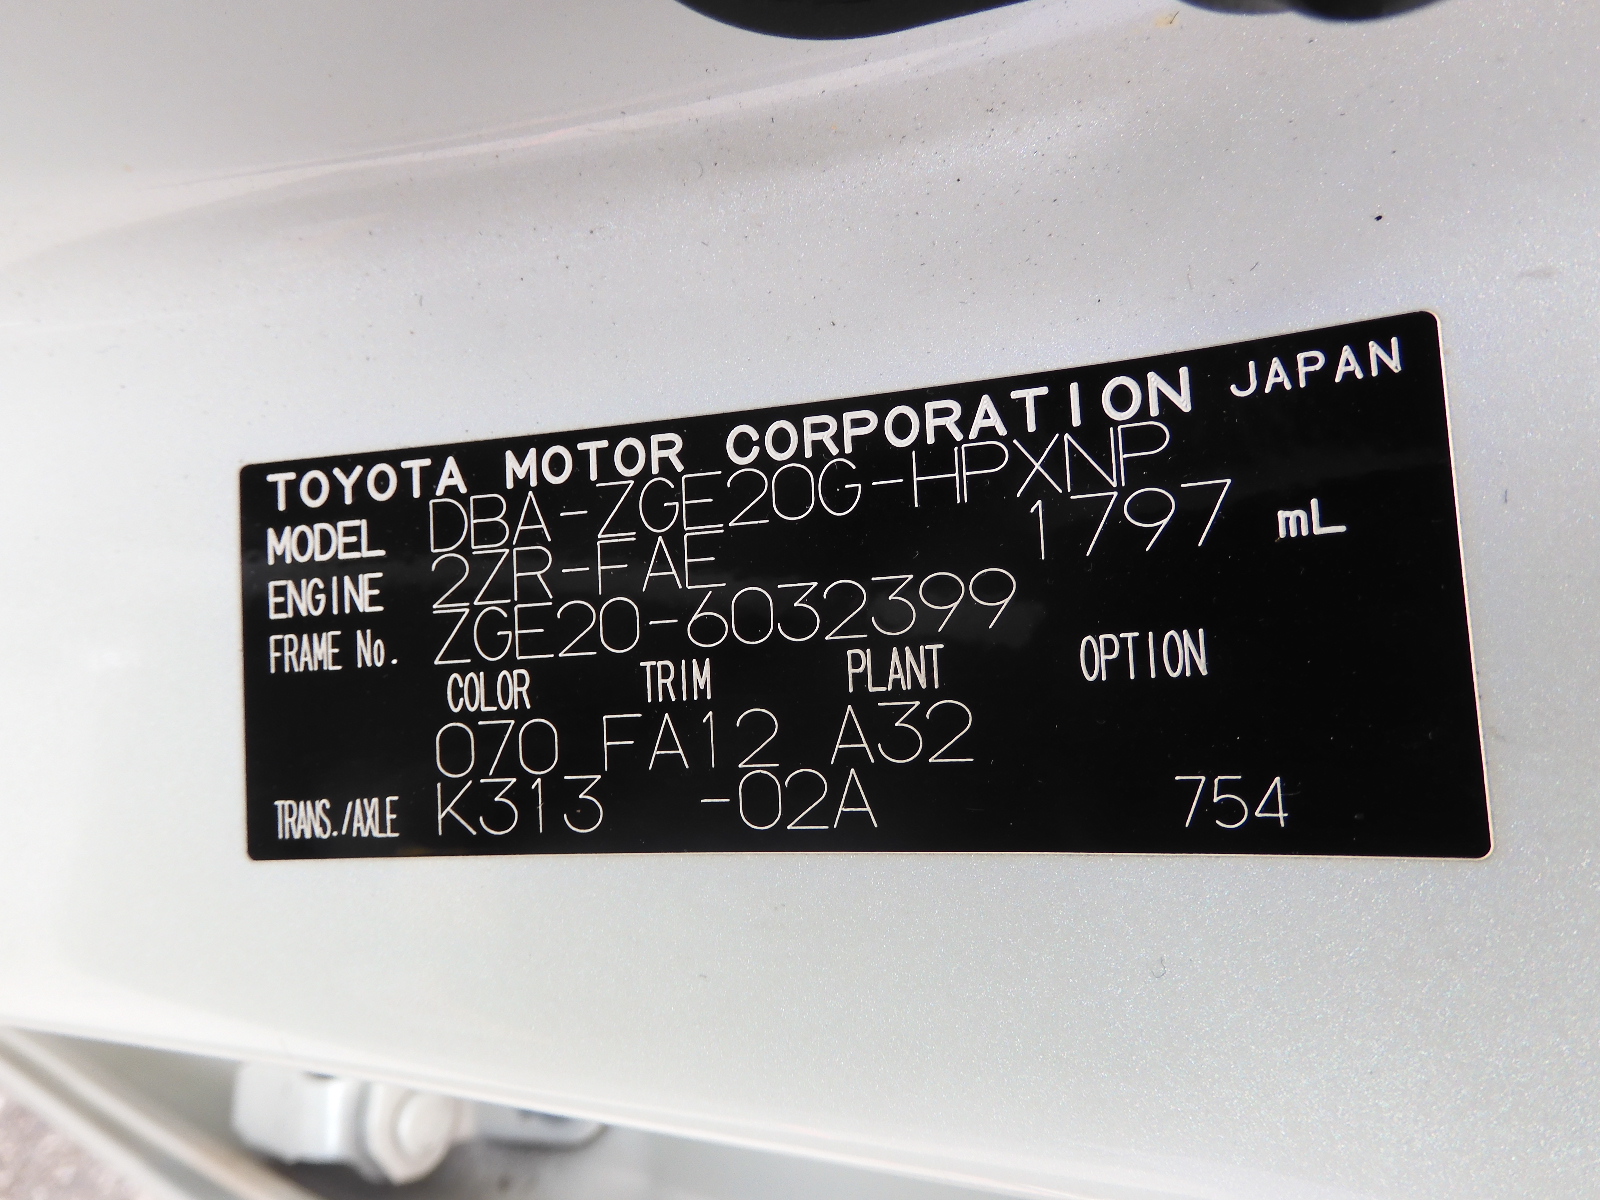 TOYOTA MOTOR CORPORATION JAPAN
MODEL DBA-ZGE20G-HPXNP
ENGINE 2ZR-FAE 1797 mL
FRAME No. ZGE20-6032399
COLOR TRIM PLANT OPTION
070 FA12 A32
TRANS./AXLE K313 -02A 754